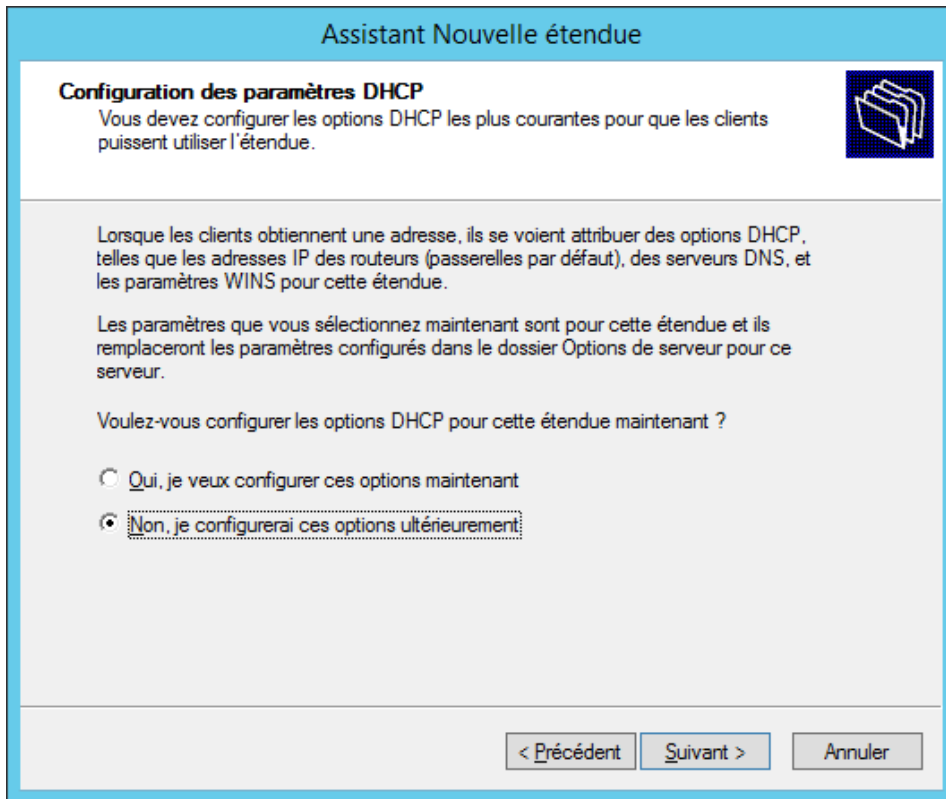 Assistant Nouvelle étendue
Configuration des paramètres DHCP
Vous devez configurer les options DHCP les plus courantes pour que les clients
puissent utiliser l'étendue.
Lorsque les clients obtiennent une adresse, ils se voient attribuer des options DHCP,
telles que les adresses IP des routeurs (passerelles par défaut), des serveurs DNS, et
les paramètres WINS pour cette étendue.
Les paramètres que vous sélectionnez maintenant sont pour cette étendue et ils
remplaceront les paramètres configurés dans le dossier Options de serveur pour ce
serveur.
Voulez-vous configurer les options DHCP pour cette étendue maintenant ?
Oui, je veux configurer ces options maintenant
Non, je configurerai ces options ultérieurement
< Précédent
Suivant >
Annuler